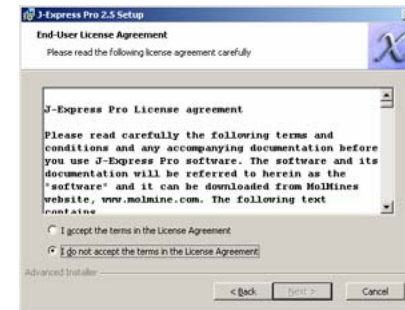 J-Express Pro 2.5 Setup
End-User License Agreement
Please read the following license agreement carefully
J-Express Pro License agreement
Please read carefully the following terms and
conditions and any accompanying documentation before
you use J-Express Pro software. The software and its
documentation will be referred to herein as the
"software" and it can be downloaded from MolMines
website, www.molmine.com. The following text
contains
I accept the terms in the License Agreement
I do not accept the terms in the License Agreement
Advanced Installer
< Back
Next >
Cancel